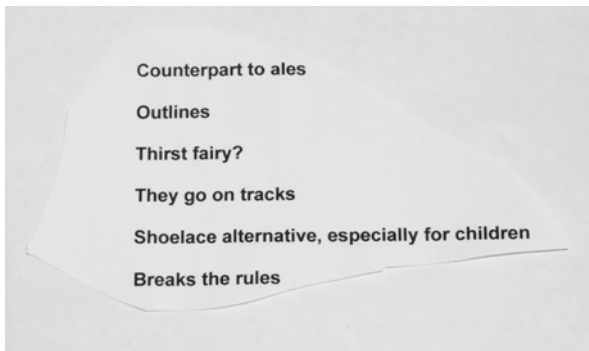 Counterpart to ales
Outlines
Thirst fairy?
They go on tracks
Shoelace alternative, especially for children
Breaks the rules